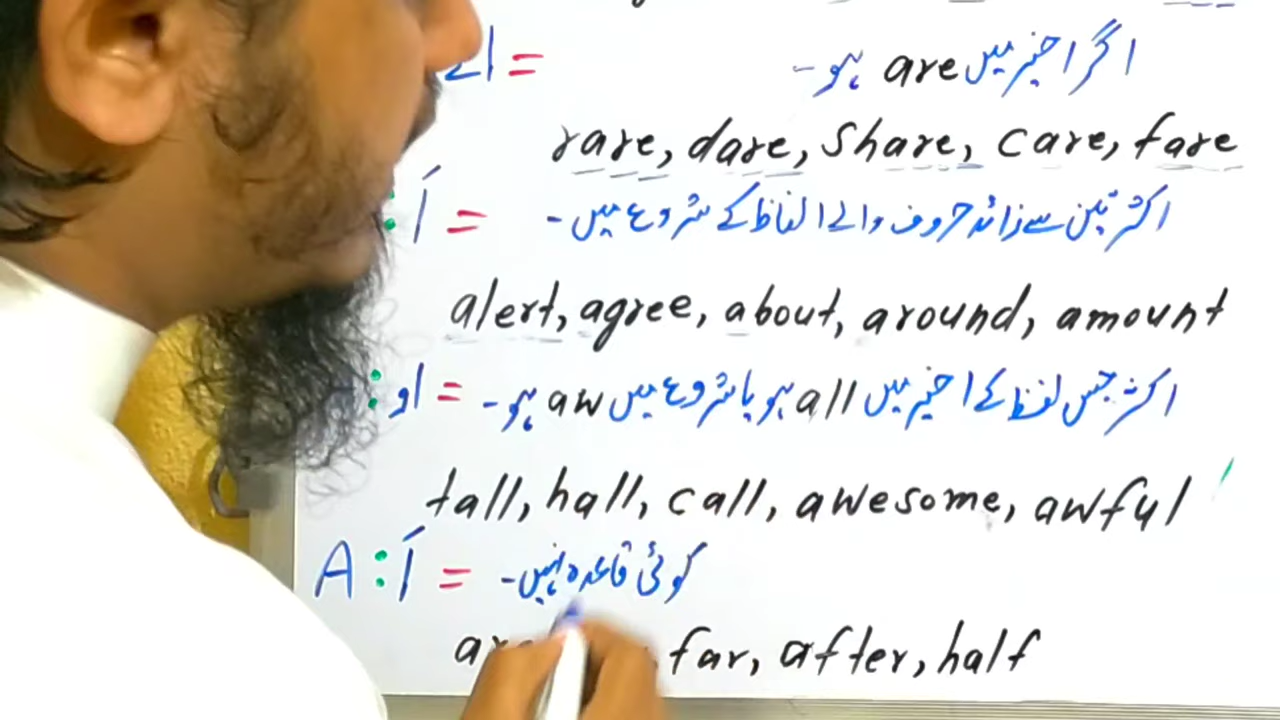 اے = اگر اخیر میں are ہو۔
rare, dare, share, care, fare
: اَ = اکثر تین سے زائد حروف والے الفاظ کے شروع میں۔
alert, agree, about, around, amount
: او = اکثر جس لفظ کے اخیر میں all ہو یا شروع میں aw ہو۔
tall, hall, call, awesome, awful
A : اَ = کوئی قاعدہ نہیں۔
far, after, half